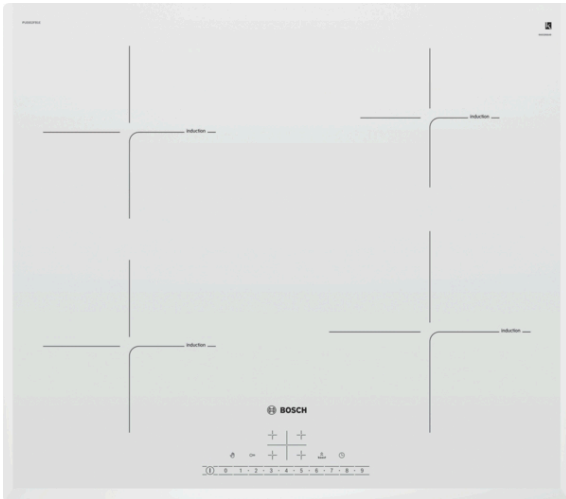 induction
induction
induction
induction
BOSCH
0 · 1 · 2 · 3 · 4 · 5 · 6 · 7 · 8 · 9